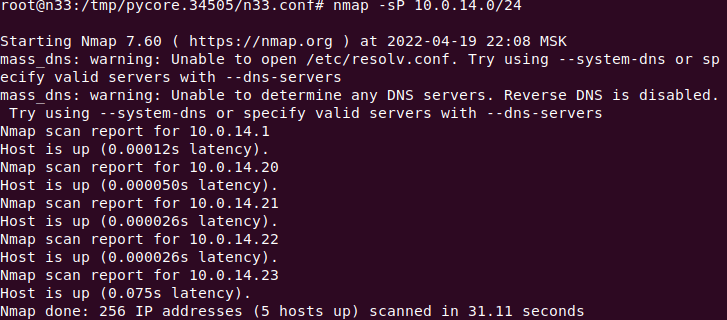 root@n33:/tmp/pycore.34505/n33.conf# nmap -sP 10.0.14.0/24
Starting Nmap 7.60 ( https://nmap.org ) at 2022-04-19 22:08 MSK
mass_dns: warning: Unable to open /etc/resolv.conf. Try using --system-dns or sp
ecify valid servers with --dns-servers
mass_dns: warning: Unable to determine any DNS servers. Reverse DNS is disabled.
 Try using --system-dns or specify valid servers with --dns-servers
Nmap scan report for 10.0.14.1
Host is up (0.00012s latency).
Nmap scan report for 10.0.14.20
Host is up (0.000050s latency).
Nmap scan report for 10.0.14.21
Host is up (0.000026s latency).
Nmap scan report for 10.0.14.22
Host is up (0.000026s latency).
Nmap scan report for 10.0.14.23
Host is up (0.075s latency).
Nmap done: 256 IP addresses (5 hosts up) scanned in 31.11 seconds